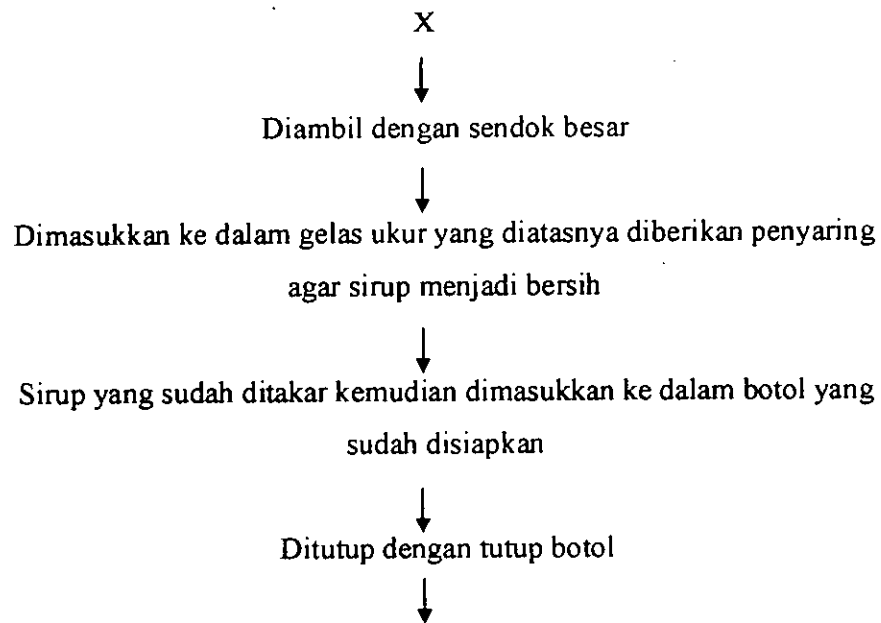 X
Diambil dengan sendok besar
Dimasukkan ke dalam gelas ukur yang diatasnya diberikan penyaring
agar sirup menjadi bersih
Sirup yang sudah ditakar kemudian dimasukkan ke dalam botol yang
sudah disiapkan
Ditutup dengan tutup botol